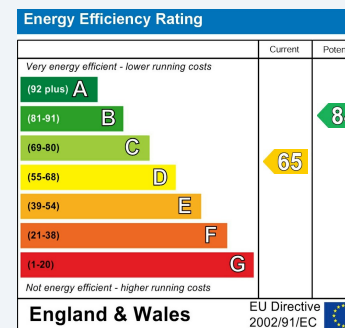 Energy Efficiency Rating
Current
Very energy efficient - lower running costs
(92 plus) A
(81-91) B
(69-80) C
(55-68) D
65
(39-54) E
(21-38) F
(1-20) G
Not energy efficient - higher running costs
England & Wales
EU Directive
2002/91/EC